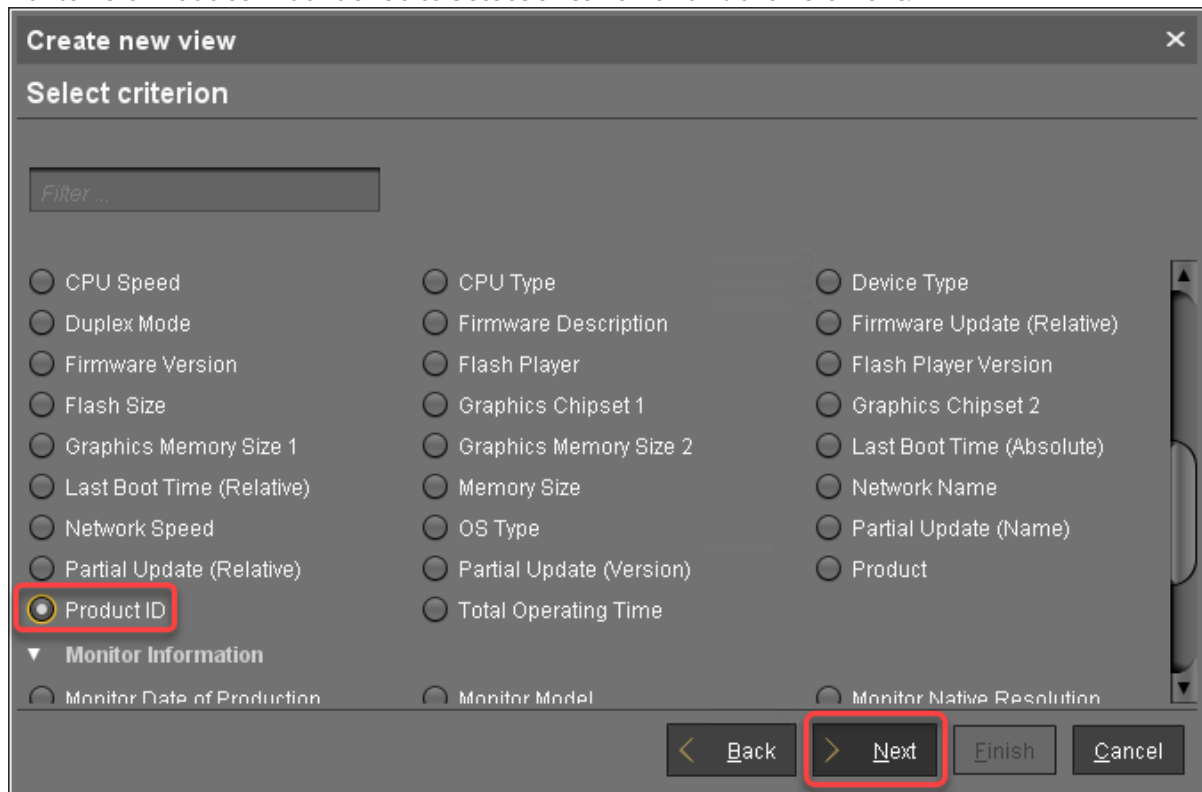 Create new view
Select criterion
Filter ...
CPU Speed CPU Type Device Type
Duplex Mode Firmware Description Firmware Update (Relative)
Firmware Version Flash Player Flash Player Version
Flash Size Graphics Chipset 1 Graphics Chipset 2
Graphics Memory Size 1 Graphics Memory Size 2 Last Boot Time (Absolute)
Last Boot Time (Relative) Memory Size Network Name
Network Speed OS Type Partial Update (Name)
Partial Update (Relative) Partial Update (Version) Product
Product ID Total Operating Time
Monitor Information
Monitor Date of Production Monitor Model Monitor Native Resolution
Back Next Finish Cancel